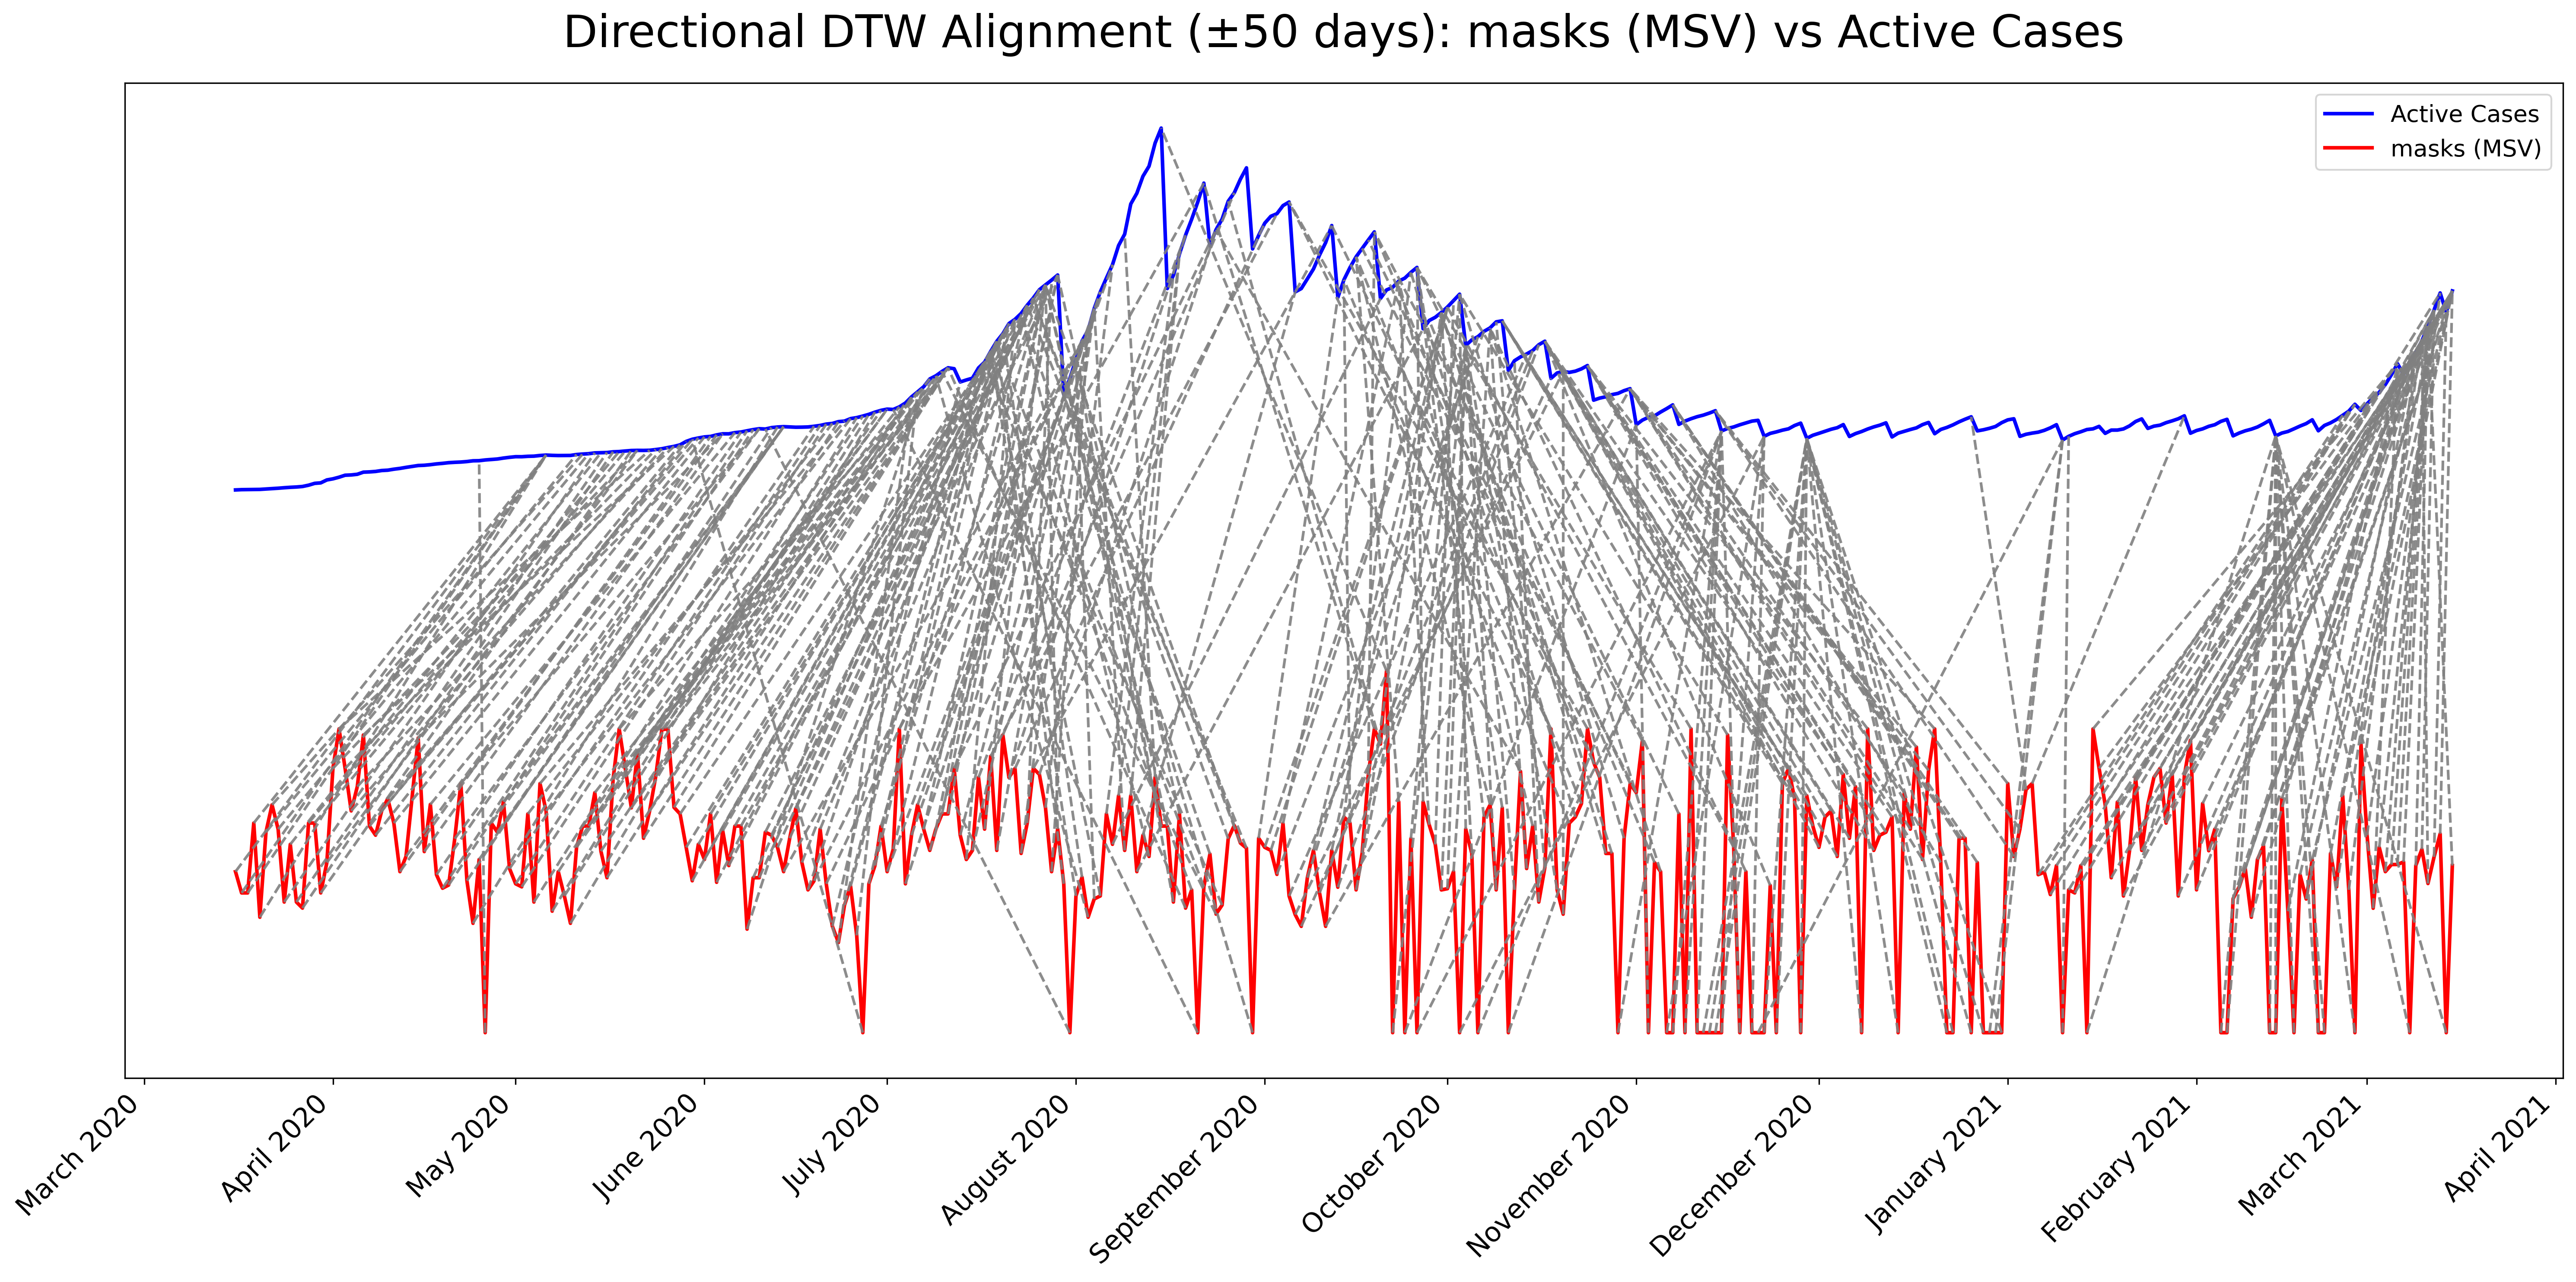 Directional DTW Alignment (±50 days): masks (MSV) vs Active Cases
Active Cases
masks (MSV)
March 2020
April 2020
May 2020
June 2020
July 2020
August 2020
September 2020
October 2020
November 2020
December 2020
January 2021
February 2021
March 2021
April 2021